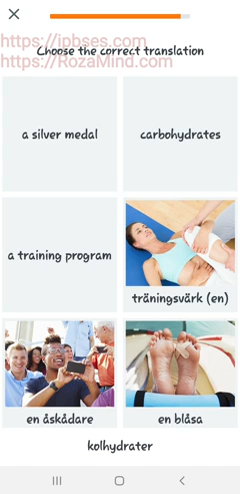 https://ipbses.com
Choose the correct translation
https://RozaMind.com
a silver medal
carbohydrates
a training program
träningsvärk (en)
en åskådare
en blåsa
kolhydrater